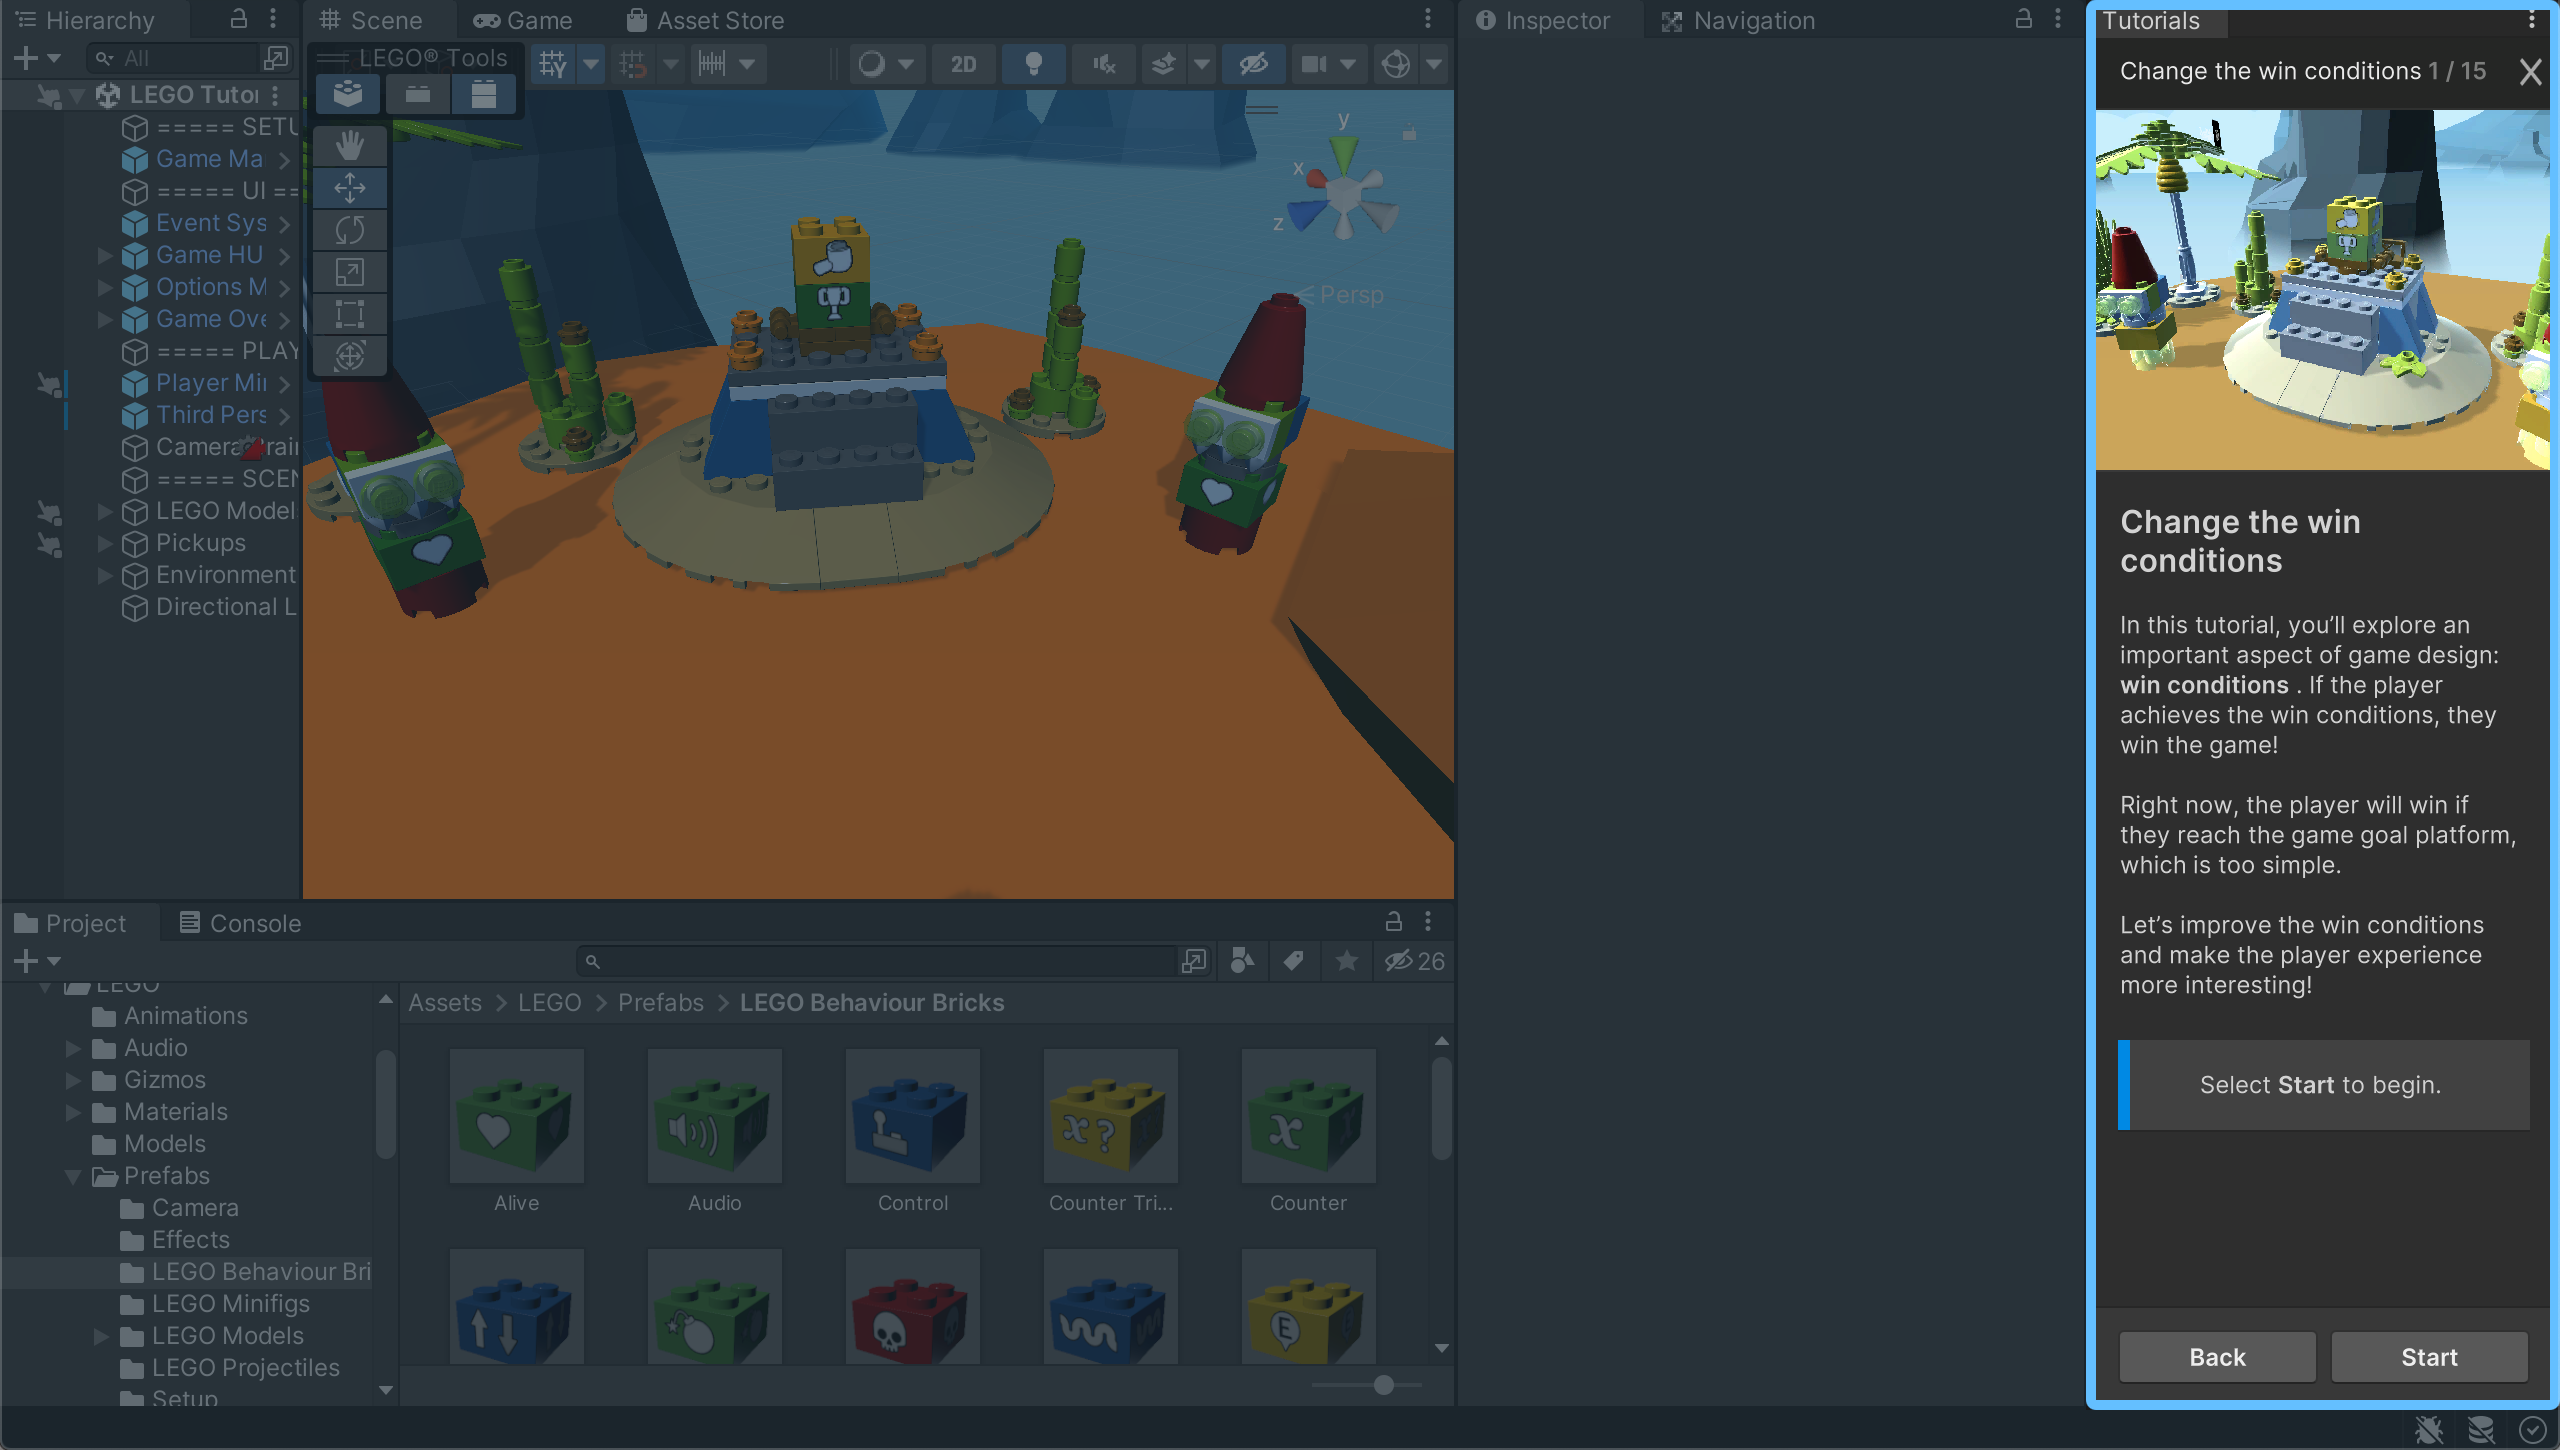 Hierarchy
Scene
Game
Asset Store
Inspector
Navigation
Tutorials
All
LEGO® Tools
2D
Change the win conditions 1 / 15
LEGO Tutor
===== SETU
Game Ma
===== UI ==
Event Sys
Game HU
Options M
Game Ove
===== PLAY
Player Min
Third Pers
Camera
===== SCEN
LEGO Model
Pickups
Environment
Directional L
y
x
z
Persp
Change the win
conditions
In this tutorial, you’ll explore an
important aspect of game design:
win conditions . If the player
achieves the win conditions, they
win the game!
Right now, the player will win if
they reach the game goal platform,
which is too simple.
Let’s improve the win conditions
and make the player experience
more interesting!
Select Start to begin.
Back
Start
Project
Console
26
LEGO
Animations
Audio
Gizmos
Materials
Models
Prefabs
Camera
Effects
LEGO Behaviour Bri
LEGO Minifigs
LEGO Models
LEGO Projectiles
Setup
Assets > LEGO > Prefabs > LEGO Behaviour Bricks
x ?
x
Alive
Audio
Control
Counter Tri...
Counter
E